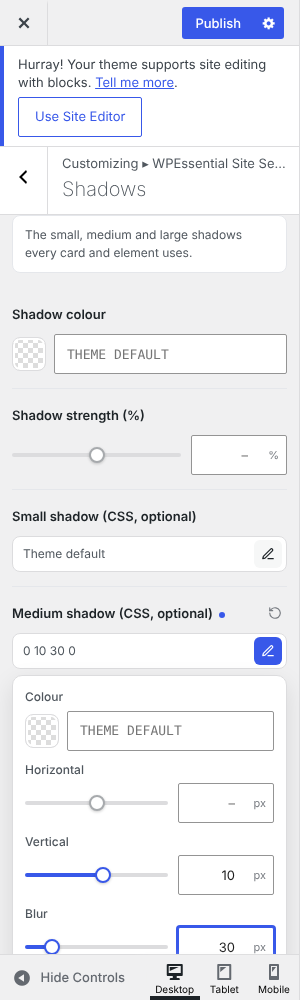 Publish
Hurray! Your theme supports site editing
with blocks. Tell me more.
Use Site Editor
Customizing ▸ WPEssential Site Se...
Shadows
The small, medium and large shadows
every card and element uses.
Shadow colour
THEME DEFAULT
Shadow strength (%)
– %
Small shadow (CSS, optional)
Theme default
Medium shadow (CSS, optional)
0 10 30 0
Colour
THEME DEFAULT
Horizontal
– px
Vertical
10 px
Blur
30 px
Hide Controls
Desktop Tablet Mobile